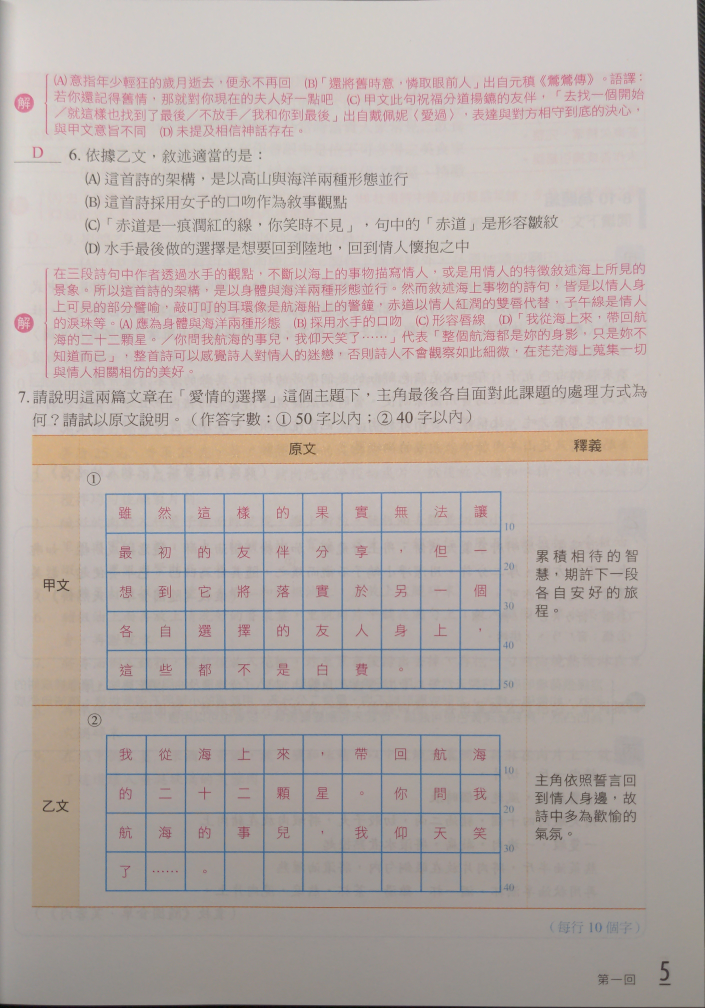 解 (A)意指年少輕狂的歲月逝去，便永不再回　(B)「還將舊時意，憐取眼前人」出自元稹《鶯鶯傳》。語譯：
若你還記得舊情，那就對你現在的夫人好一點吧　(C)甲文此句祝福分道揚鑣的友伴，「去找一個開始
／就這樣也找到了最後／不放手／我和你到最後」出自戴佩妮〈愛過〉，表達與對方相守到底的決心，
與甲文意旨不同　(D)未提及相信神話存在。
D　6. 依據乙文，敘述適當的是：
(A) 這首詩的架構，是以高山與海洋兩種形態並行
(B) 這首詩採用女子的口吻作為敘事觀點
(C)「赤道是一痕潤紅的線，你笑時不見」，句中的「赤道」是形容皺紋
(D) 水手最後做的選擇是想要回到陸地，回到情人懷抱之中
解 在三段詩句中作者透過水手的觀點，不斷以海上的事物描寫情人，或是用情人的特徵敘述海上所見的
景象。所以這首詩的架構，是以身體與海洋兩種形態並行。然而敘述海上事物的詩句，皆是以情人身
上可見的部分譬喻，敲叮叮的耳環像是航海船上的警鐘，赤道以情人紅潤的雙唇代替，子午線是情人
的淚珠等。(A)應為身體與海洋兩種形態　(B)採用水手的口吻　(C)形容唇線　(D)「我從海上來，帶回航
海的二十二顆星。／你問我航海的事兒，我仰天笑了……」代表「整個航海都是妳的身影，只是妳不
知道而已」，整首詩可以感覺詩人對情人的迷戀，否則詩人不會觀察如此細微，在茫茫海上蒐集一切
與情人相關相仿的美好。
7. 請說明這兩篇文章在「愛情的選擇」這個主題下，主角最後各自面對此課題的處理方式為
何？請試以原文說明。（作答字數：① 50 字以內；② 40 字以內）
原文　釋義
甲文
①
雖然這樣的果實無法讓 10
最初的友伴分享，但一 20
想到它將落實於另一個 30
各自選擇的友人身上， 40
這些都不是白費。 50
累積相待的智
慧，期許下一段
各自安好的旅
程。
乙文
②
我從海上來，帶回航海 10
的二十二顆星。你問我 20
航海的事兒，我仰天笑 30
了……。 40
主角依照誓言回
到情人身邊，故
詩中多為歡愉的
氣氛。
（每行 10 個字）
第一回　5